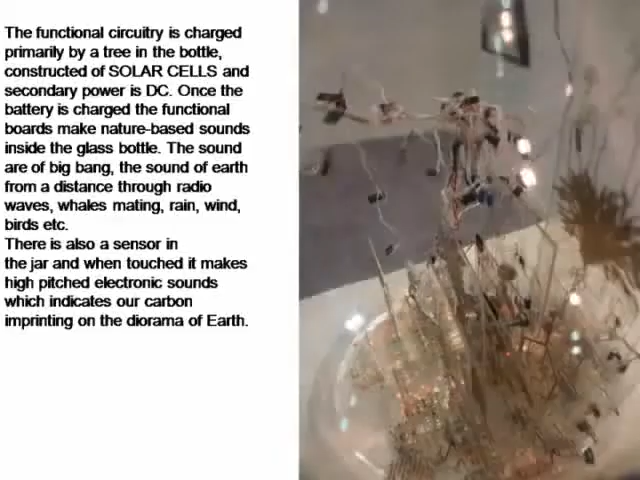 The functional circuitry is charged
primarily by a tree in the bottle,
constructed of SOLAR CELLS and
secondary power is DC. Once the
battery is charged the functional
boards make nature-based sounds
inside the glass bottle. The sound
are of big bang, the sound of earth
from a distance through radio
waves, whales mating, rain, wind,
birds etc.
There is also a sensor in
the jar and when touched it makes
high pitched electronic sounds
which indicates our carbon
imprinting on the diorama of Earth.